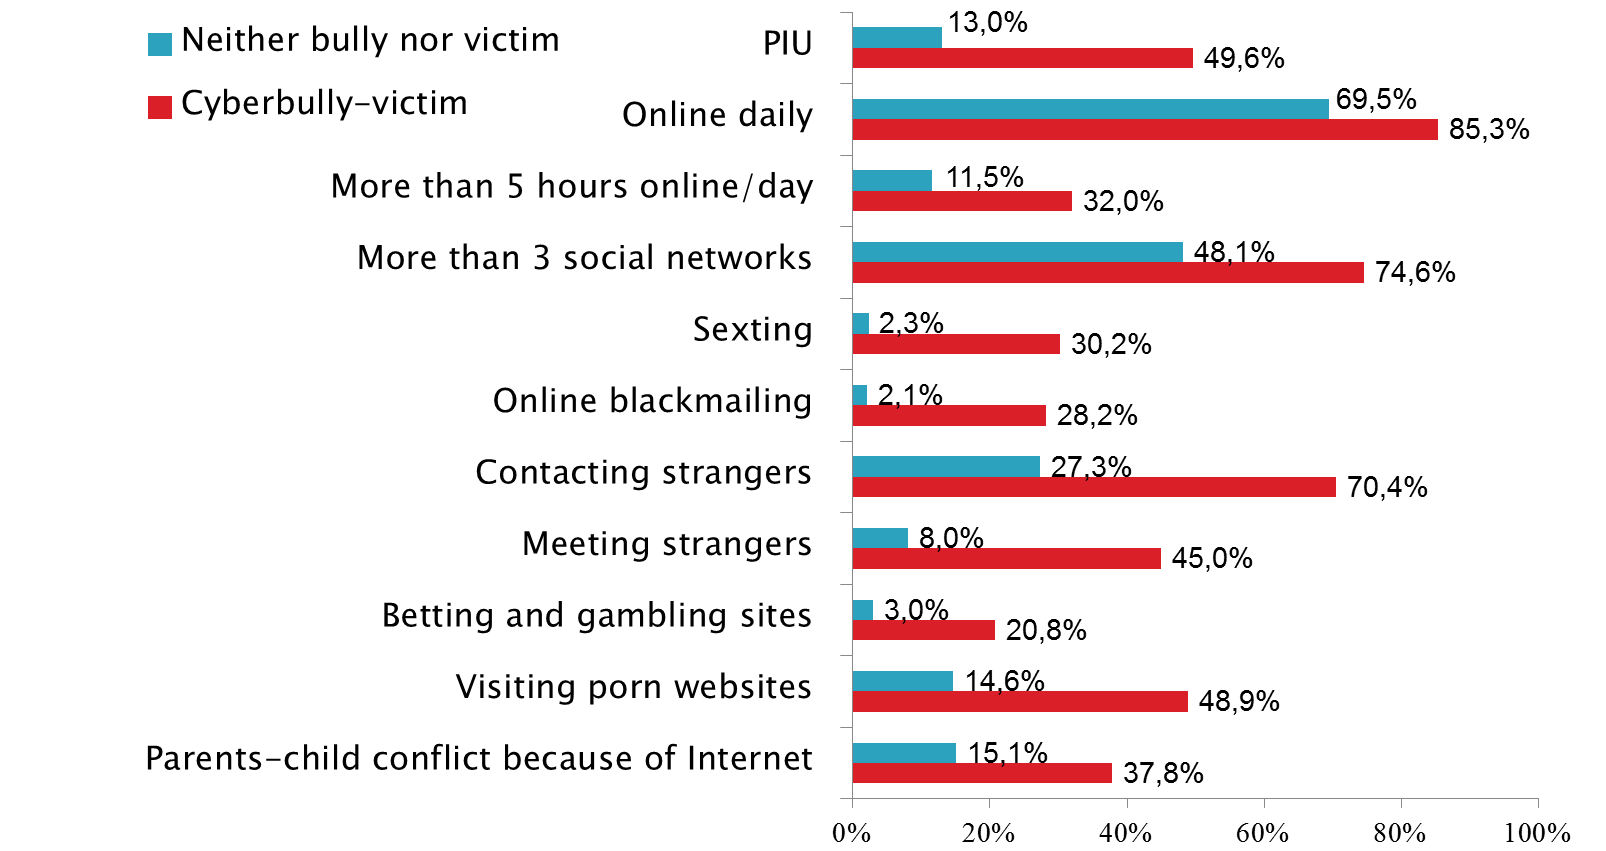 Neither bully nor victim
Cyberbully-victim
PIU
13,0%
49,6%
Online daily
69,5%
85,3%
More than 5 hours online/day
11,5%
32,0%
More than 3 social networks
48,1%
74,6%
Sexting
2,3%
30,2%
Online blackmailing
2,1%
28,2%
Contacting strangers
27,3%
70,4%
Meeting strangers
8,0%
45,0%
Betting and gambling sites
3,0%
20,8%
Visiting porn websites
14,6%
48,9%
Parents-child conflict because of Internet
15,1%
37,8%
0% 20% 40% 60% 80% 100%